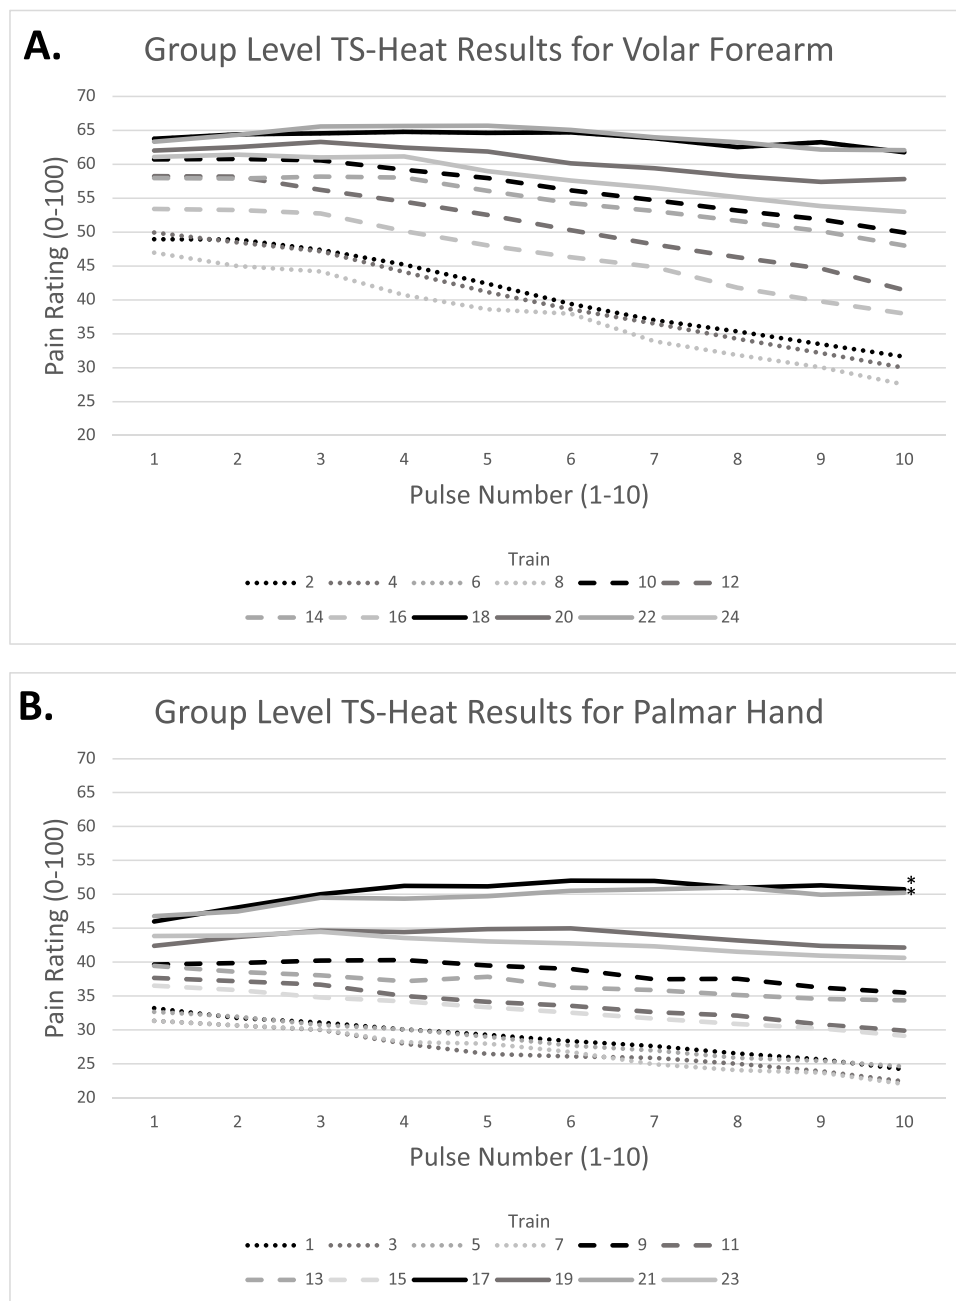 A.
Group Level TS-Heat Results for Volar Forearm
Pain Rating (0-100)
70
65
60
55
50
45
40
35
30
25
20
1 2 3 4 5 6 7 8 9 10
Pulse Number (1-10)
Train
2 4 6 8 10 12
14 16 18 20 22 24
B.
Group Level TS-Heat Results for Palmar Hand
Pain Rating (0-100)
70
65
60
55
50
45
40
35
30
25
20
*
*
1 2 3 4 5 6 7 8 9 10
Pulse Number (1-10)
Train
1 3 5 7 9 11
13 15 17 19 21 23